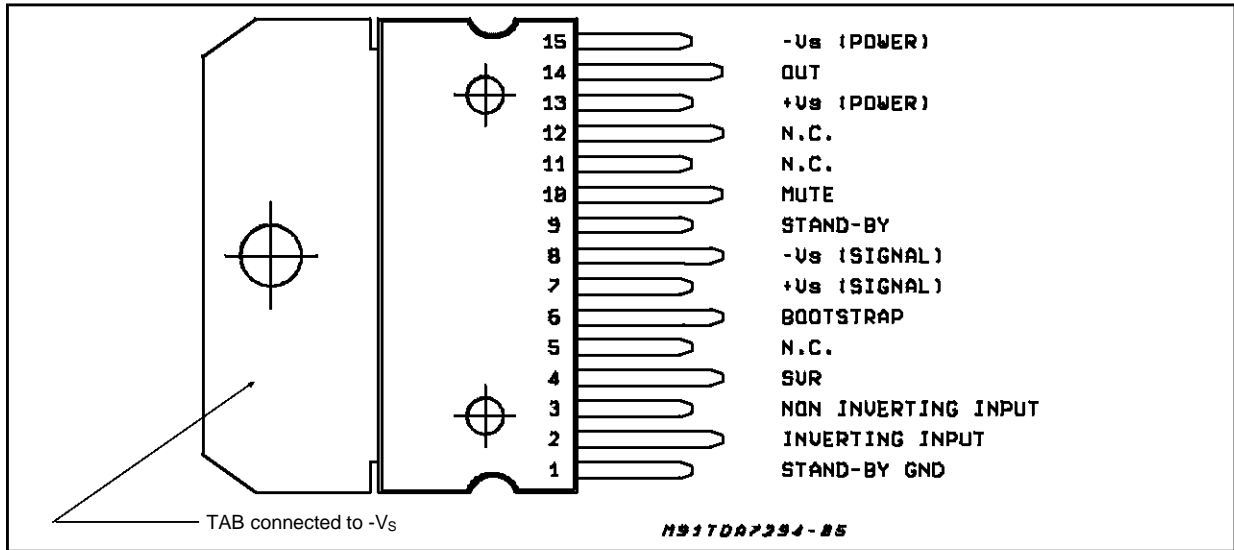 15 -Vs (POWER)
14 OUT
13 +Vs (POWER)
12 N.C.
11 N.C.
10 MUTE
9 STAND-BY
8 -Vs (SIGNAL)
7 +Vs (SIGNAL)
6 BOOTSTRAP
5 N.C.
4 SVR
3 NON INVERTING INPUT
2 INVERTING INPUT
1 STAND-BY GND
TAB connected to -VS
M91TDA7294-05